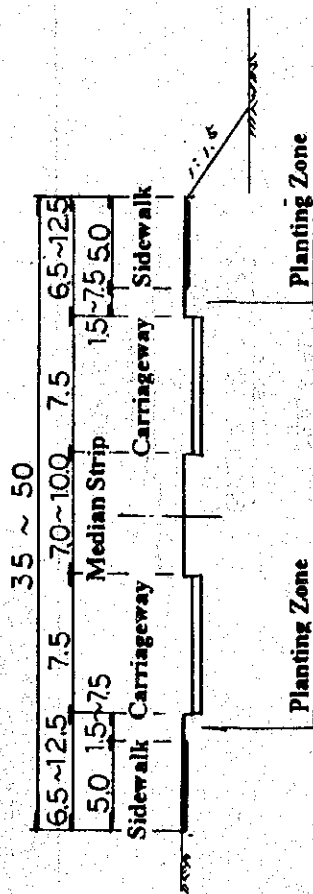 35 ~ 50
6.5~12.5 7.5 7.0~10.0 7.5 6.5~12.5
5.0 1.5~7.5 Median Strip 1.5~7.5 5.0
Sidewalk Carriageway Carriageway Sidewalk
1:1.5
Planting Zone Planting Zone